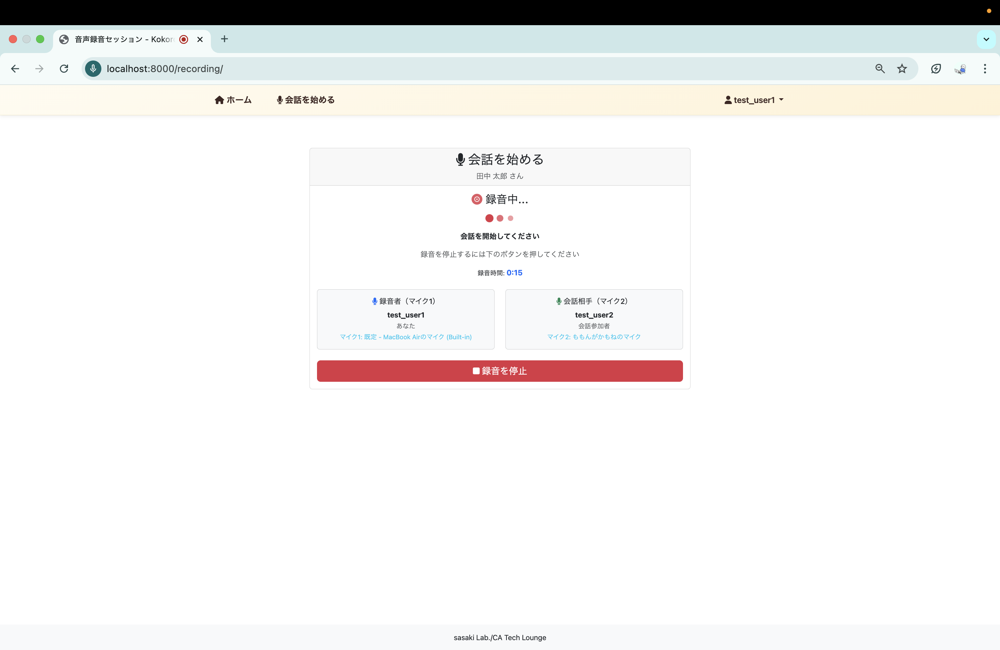 音声録音セッション - Kokor
localhost:8000/recording/
ホーム
会話を始める
test_user1
会話を始める
田中 太郎 さん
録音中...
会話を開始してください
録音を停止するには下のボタンを押してください
録音時間: 0:15
録音者（マイク1）
test_user1
あなた
マイク1: 既定 - MacBook Airのマイク (Built-in)
会話相手（マイク2）
test_user2
会話参加者
マイク2: ももんがかもねのマイク
録音を停止
sasaki Lab./CA Tech Lounge